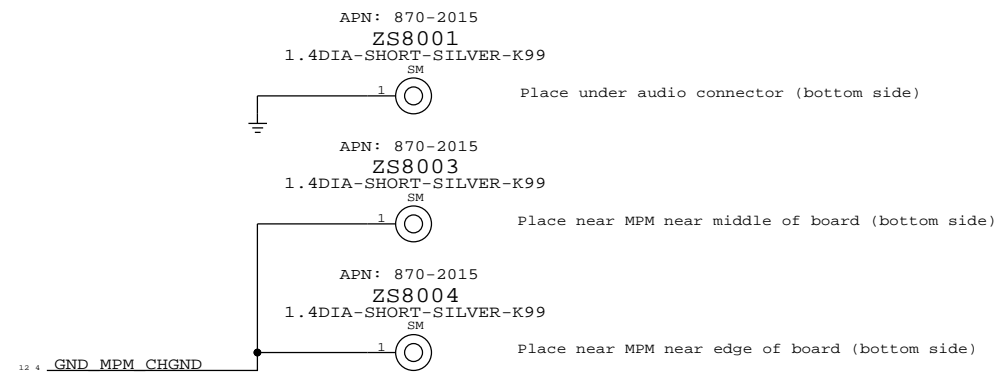 APN: 870-2015
ZS8001
1.4DIA-SHORT-SILVER-K99
SM
1
Place under audio connector (bottom side)
APN: 870-2015
ZS8003
1.4DIA-SHORT-SILVER-K99
SM
1
Place near MPM near middle of board (bottom side)
APN: 870-2015
ZS8004
1.4DIA-SHORT-SILVER-K99
SM
1
Place near MPM near edge of board (bottom side)
12 4 GND_MPM_CHGND